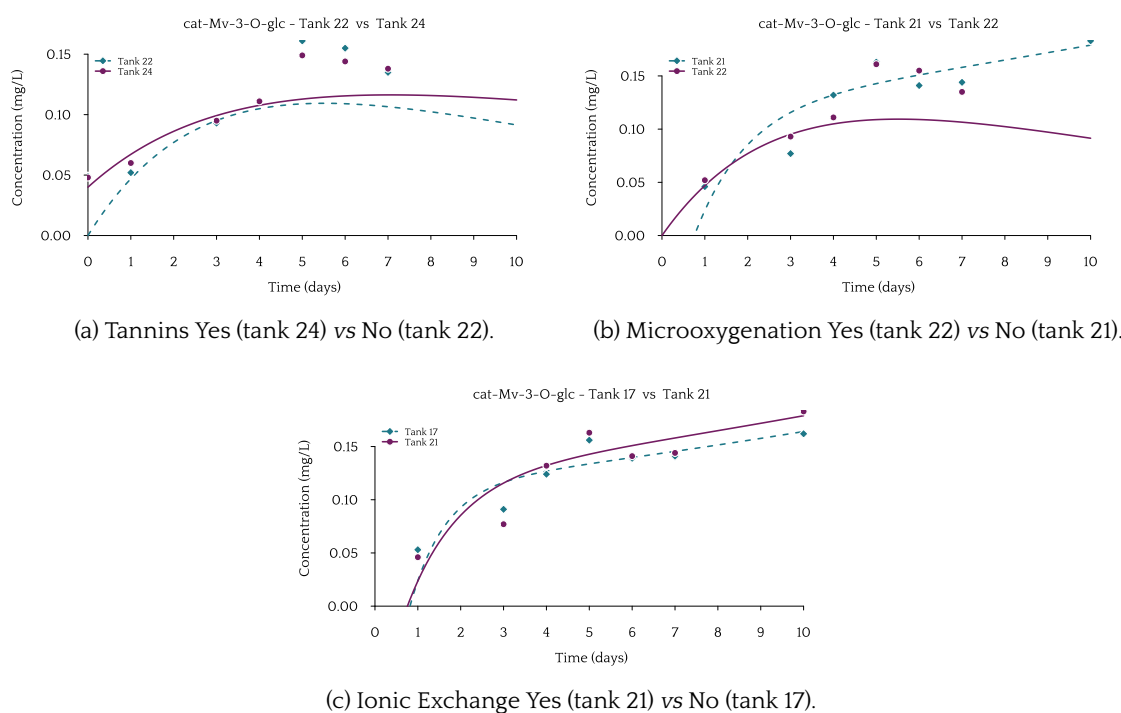 cat-Mv-3-O-glc - Tank 22 vs Tank 24
Concentration (mg/L)
0.15
0.10
0.05
0.00
Tank 22
Tank 24
0 1 2 3 4 5 6 7 8 9 10
Time (days)
(a) Tannins Yes (tank 24) vs No (tank 22).
cat-Mv-3-O-glc - Tank 21 vs Tank 22
Concentration (mg/L)
0.15
0.10
0.05
0.00
Tank 21
Tank 22
0 1 2 3 4 5 6 7 8 9 10
Time (days)
(b) Microoxygenation Yes (tank 22) vs No (tank 21).
cat-Mv-3-O-glc - Tank 17 vs Tank 21
Concentration (mg/L)
0.15
0.10
0.05
0.00
Tank 17
Tank 21
0 1 2 3 4 5 6 7 8 9 10
Time (days)
(c) Ionic Exchange Yes (tank 21) vs No (tank 17).